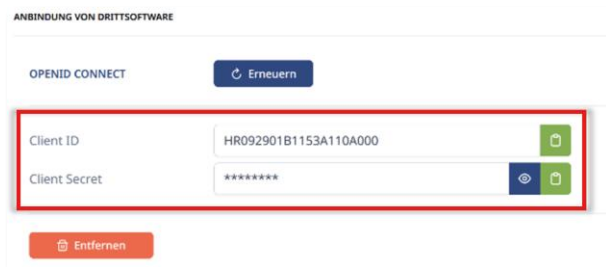 ANBINDUNG VON DRITTSOFTWARE
OPENID CONNECT
Erneuern
Client ID
HR092901B1153A110A000
Client Secret
********
Entfernen